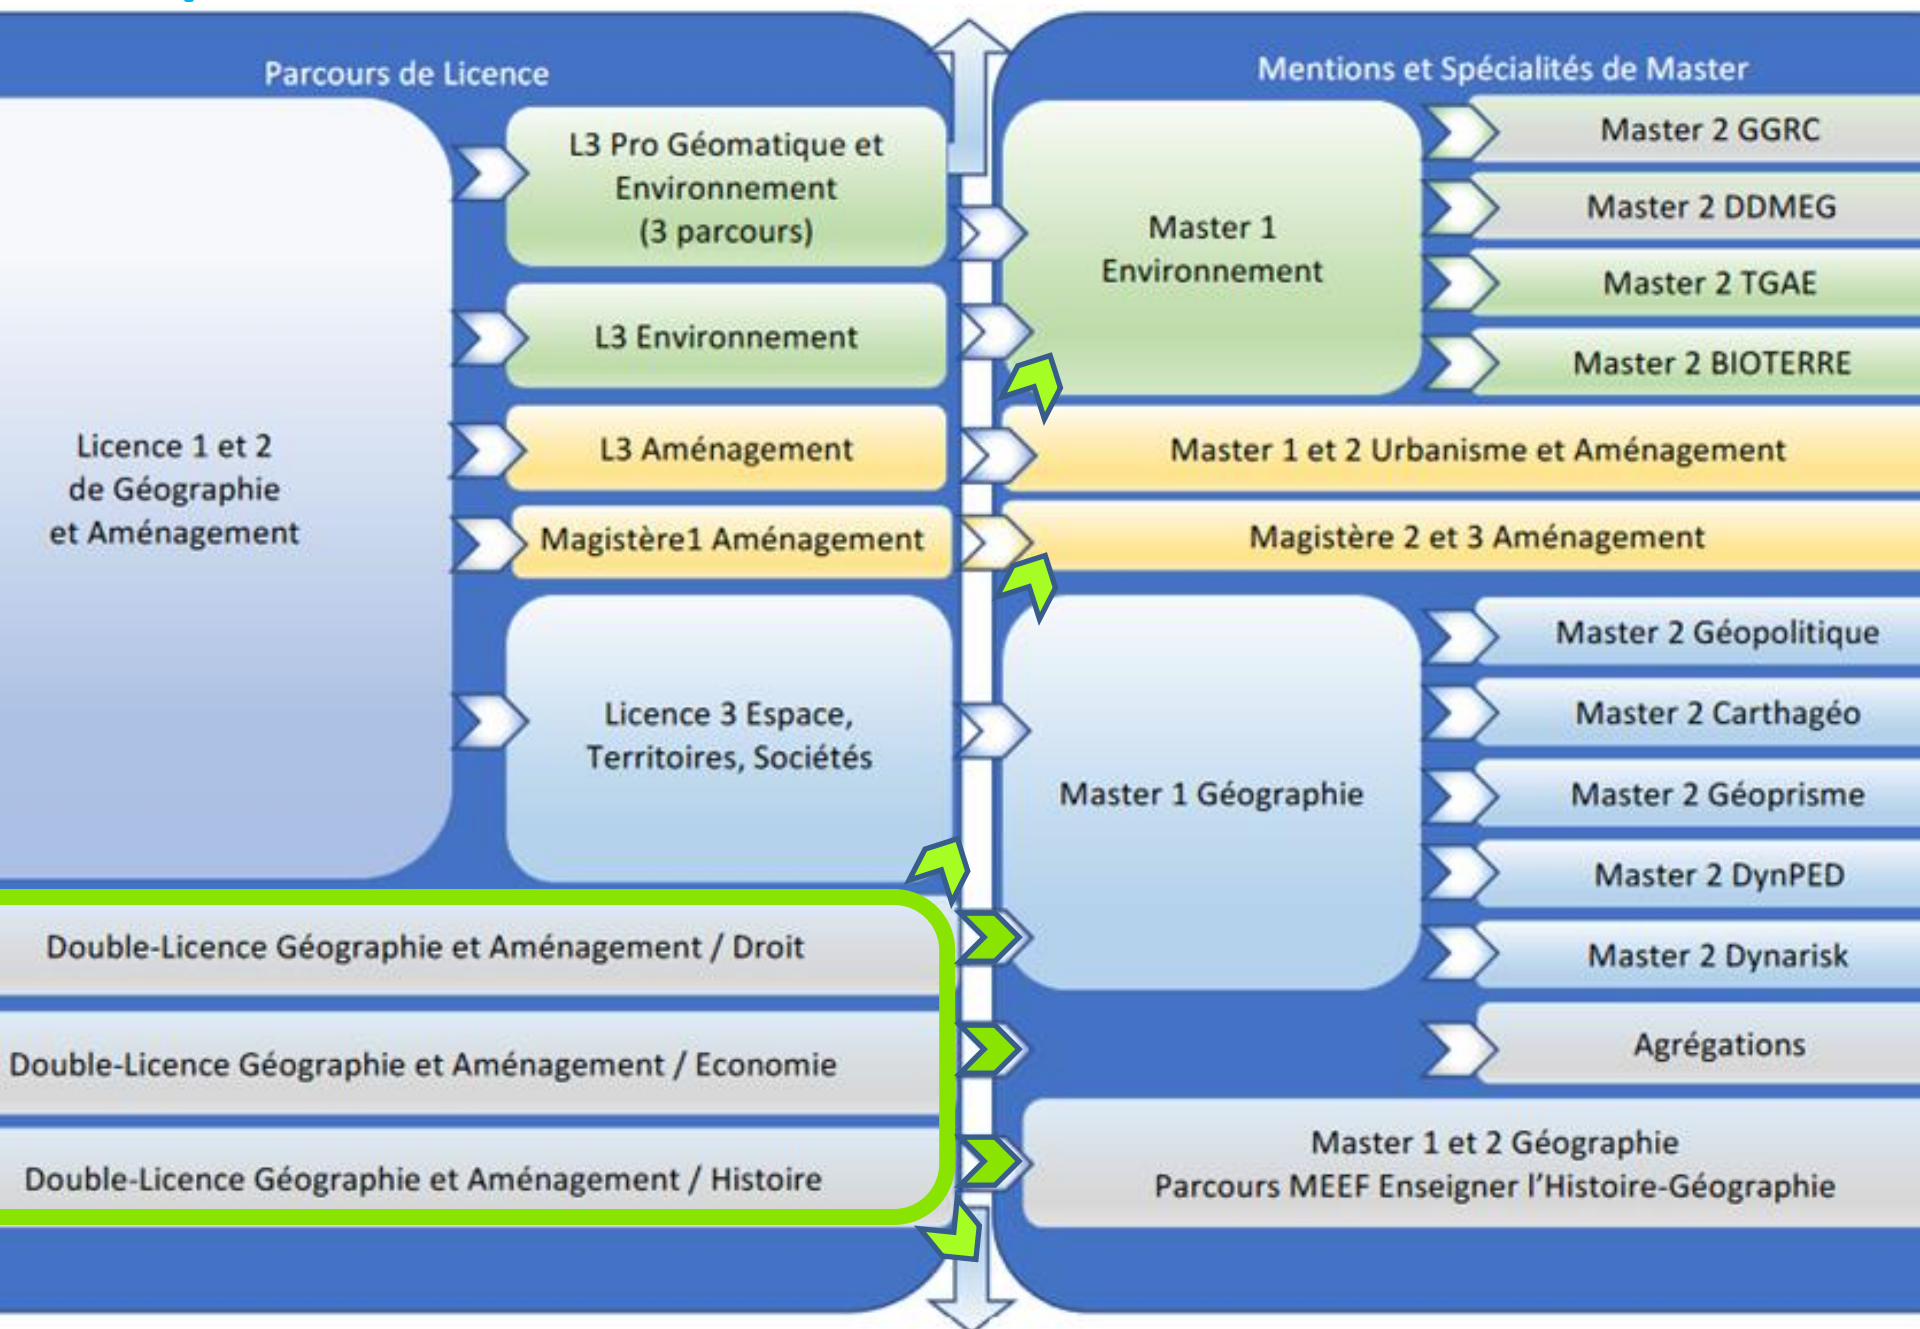 Parcours de Licence
Licence 1 et 2
de Géographie
et Aménagement
L3 Pro Géomatique et
Environnement
(3 parcours)
L3 Environnement
L3 Aménagement
Magistère1 Aménagement
Licence 3 Espace,
Territoires, Sociétés
Double-Licence Géographie et Aménagement / Droit
Double-Licence Géographie et Aménagement / Economie
Double-Licence Géographie et Aménagement / Histoire
Mentions et Spécialités de Master
Master 1
Environnement
Master 2 GGRC
Master 2 DDMEG
Master 2 TGAE
Master 2 BIOTERRE
Master 1 et 2 Urbanisme et Aménagement
Magistère 2 et 3 Aménagement
Master 1 Géographie
Master 2 Géopolitique
Master 2 Carthagéo
Master 2 Géoprisme
Master 2 DynPED
Master 2 Dynarisk
Agrégations
Master 1 et 2 Géographie
Parcours MEEF Enseigner l'Histoire-Géographie